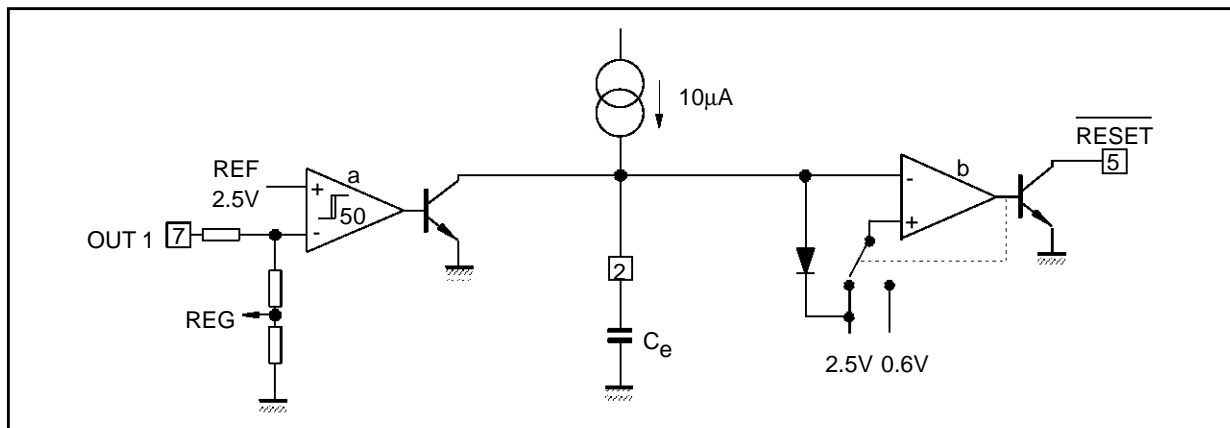 10μA
RESET
5
REF
2.5V
a
+
50
-
b
-
+
OUT 1
7
2
REG
Ce
2.5V 0.6V